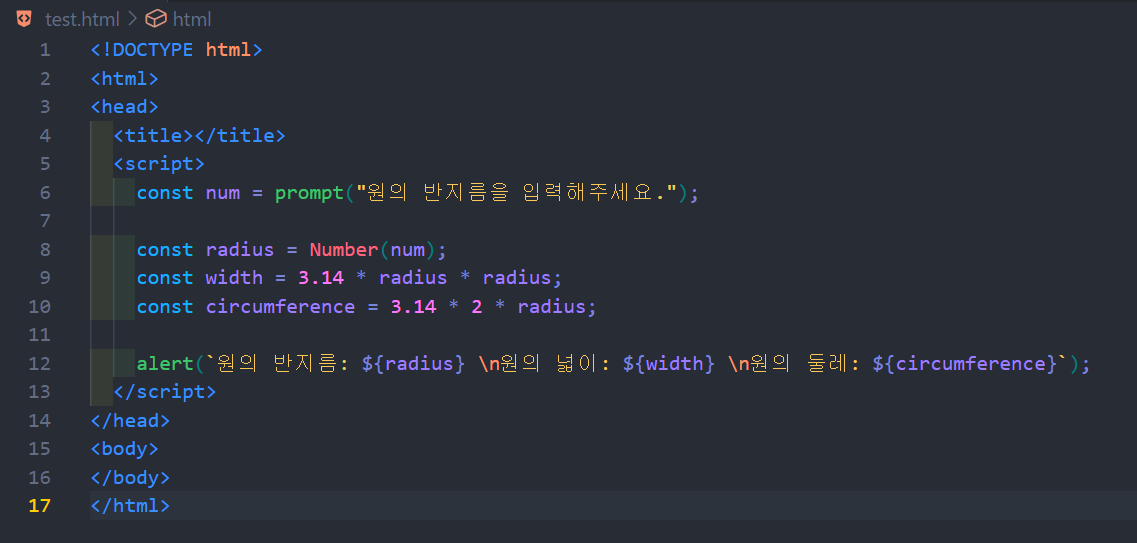 test.html > html
1 <!DOCTYPE html>
2 <html>
3 <head>
4   <title></title>
5   <script>
6     const num = prompt("원의 반지름을 입력해주세요.");
7
8     const radius = Number(num);
9     const width = 3.14 * radius * radius;
10     const circumference = 3.14 * 2 * radius;
11
12     alert(`원의 반지름: ${radius} \n원의 넓이: ${width} \n원의 둘레: ${circumference}`);
13   </script>
14 </head>
15 <body>
16 </body>
17 </html>